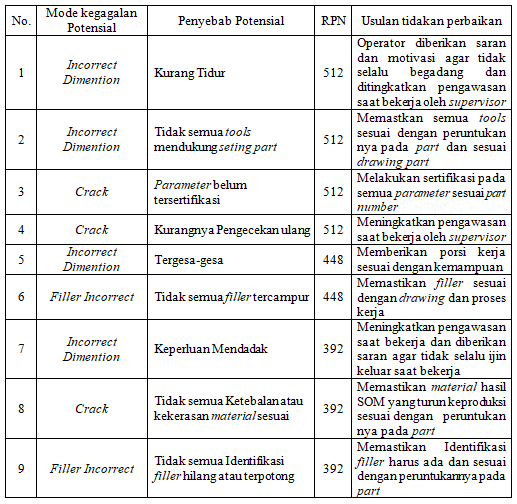 No.
Mode kegagalan
Potensial
Penyebab Potensial
RPN
Usulan tidakan perbaikan
1
Incorrect
Dimention
Kurang Tidur
512
Operator diberikan saran
dan motivasi agar tidak
selalu begadang dan
ditingkatkan pengawasan
saat bekerja oleh supervisor
2
Incorrect
Dimention
Tidak semua tools
mendukung seting part
512
Memastkan semua tools
sesuai dengan peruntukan
nya pada part dan sesuai
drawing part
3
Crack
Parameter belum
tersertifikasi
512
Melakukan sertifikasi pada
semua parameter sesuai part
number
4
Crack
Kurangnya Pengecekan ulang
512
Meningkatkan pengawasan
saat bekerja oleh supervisor
5
Incorrect
Dimention
Tergesa-gesa
448
Memberikan porsi kerja
sesuai dengan kemampuan
6
Filler Incorrect
Tidak semua filler tercampur
448
Memastikan filler sesuai
dengan drawing dan proses
kerja
7
Incorrect
Dimention
Keperluan Mendadak
392
Meningkatkan pengawasan
saat bekerja dan diberikan
saran agar tidak selalu ijin
keluar saat bekerja
8
Crack
Tidak semua Ketebalan atau
kekerasan material sesuai
392
Memastikan material hasil
SOM yang turun keproduksi
sesuai dengan peruntukan
nya pada part
9
Filler Incorrect
Tidak semua Identifikasi
filler hilang atau terpotong
392
Memastikan Identifikasi
filler harus ada dan sesuai
dengan peruntukannya pada
part